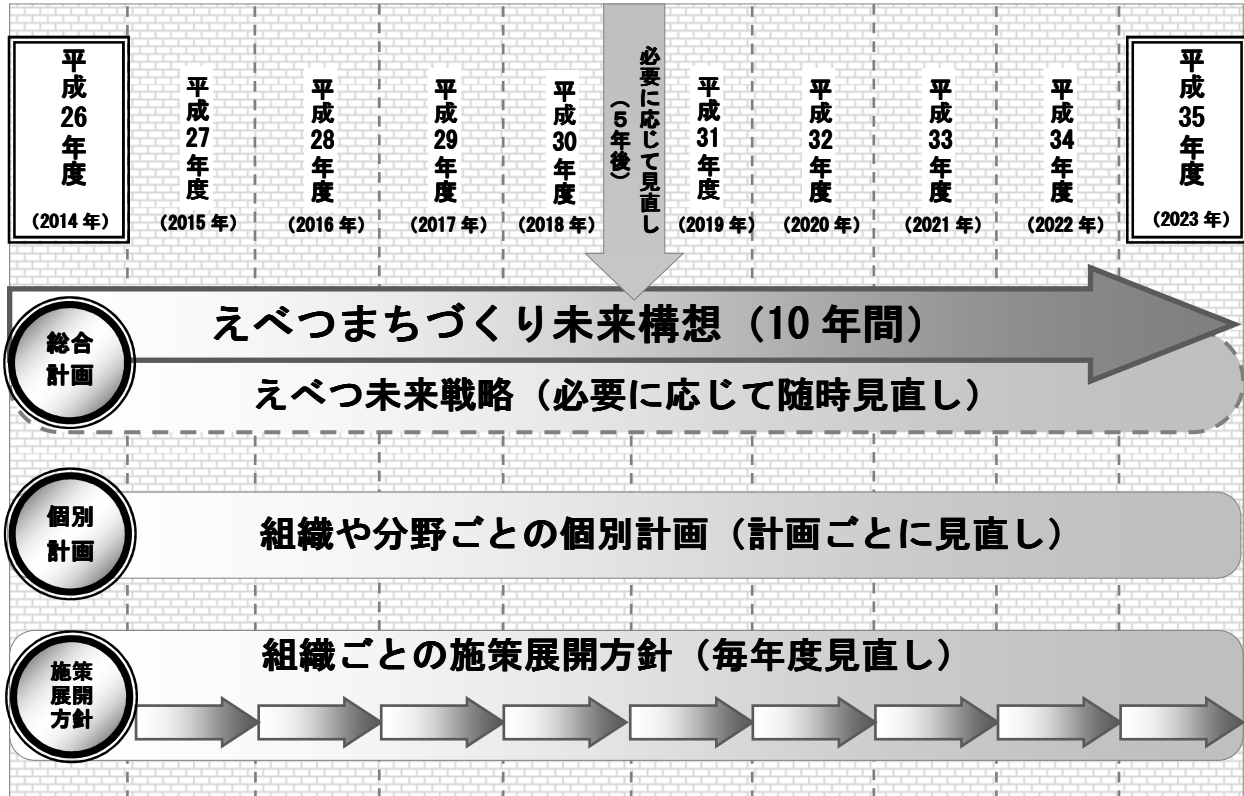 平成26年度
(2014年)
平成27年度
(2015年)
平成28年度
(2016年)
平成29年度
(2017年)
平成30年度
(2018年)
必要に応じて見直し
(5年後)
平成31年度
(2019年)
平成32年度
(2020年)
平成33年度
(2021年)
平成34年度
(2022年)
平成35年度
(2023年)
総合
計画
えべつまちづくり未来構想（10年間）
えべつ未来戦略（必要に応じて随時見直し）
個別
計画
組織や分野ごとの個別計画（計画ごとに見直し）
施策
展開
方針
組織ごとの施策展開方針（毎年度見直し）